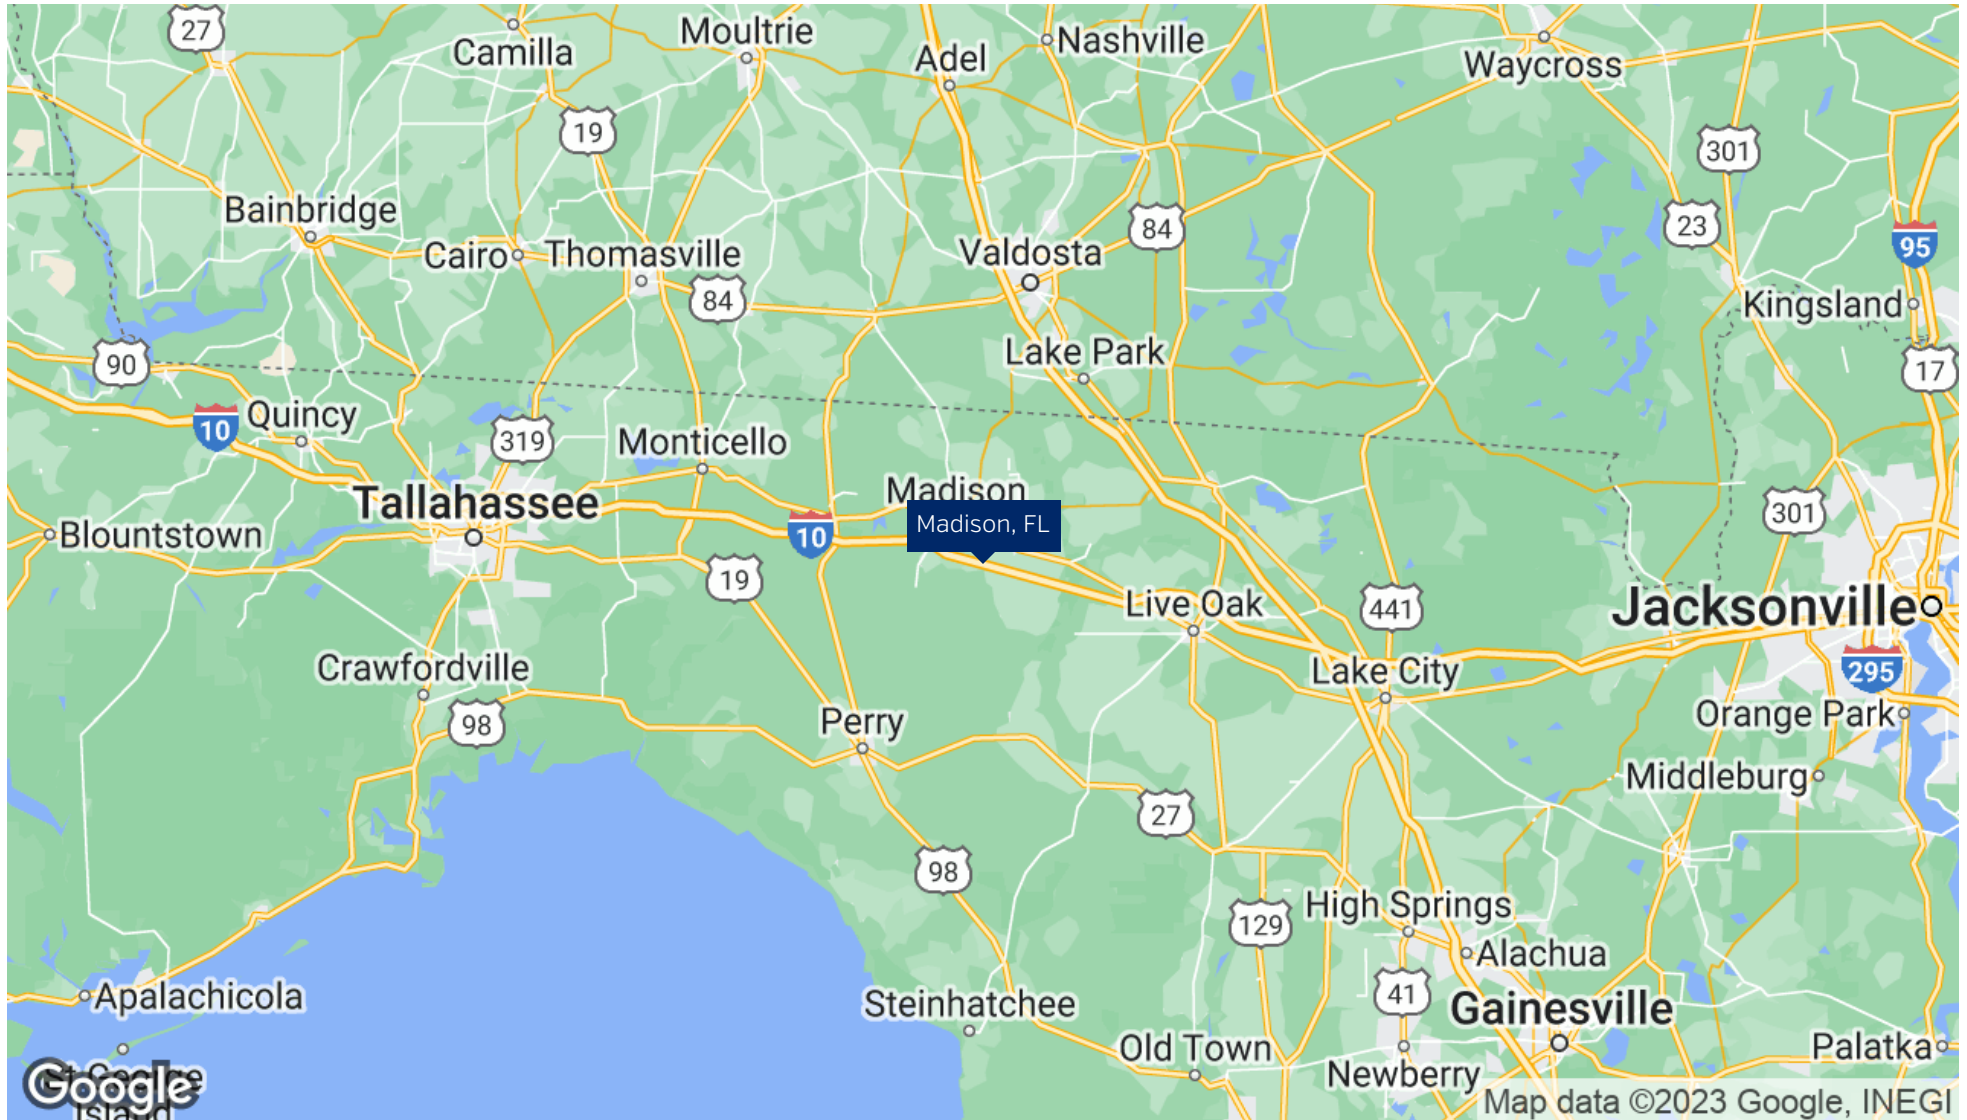 27
Camilla
Moultrie
Adel
Nashville
Waycross
19
301
Bainbridge
Cairo
Thomasville
Valdosta
84
23
95
84
Kingsland
90
Lake Park
17
10
Quincy
319
Monticello
Madison
Tallahassee
301
Blountstown
10
Madison, FL
19
Live Oak
441
Jacksonville
Crawfordville
Lake City
295
98
Perry
Orange Park
Middleburg
27
98
129
High Springs
Alachua
Apalachicola
Steinhatchee
41
Gainesville
Old Town
Palatka
Newberry
St George
Island
Google
Map data ©2023 Google, INEGI